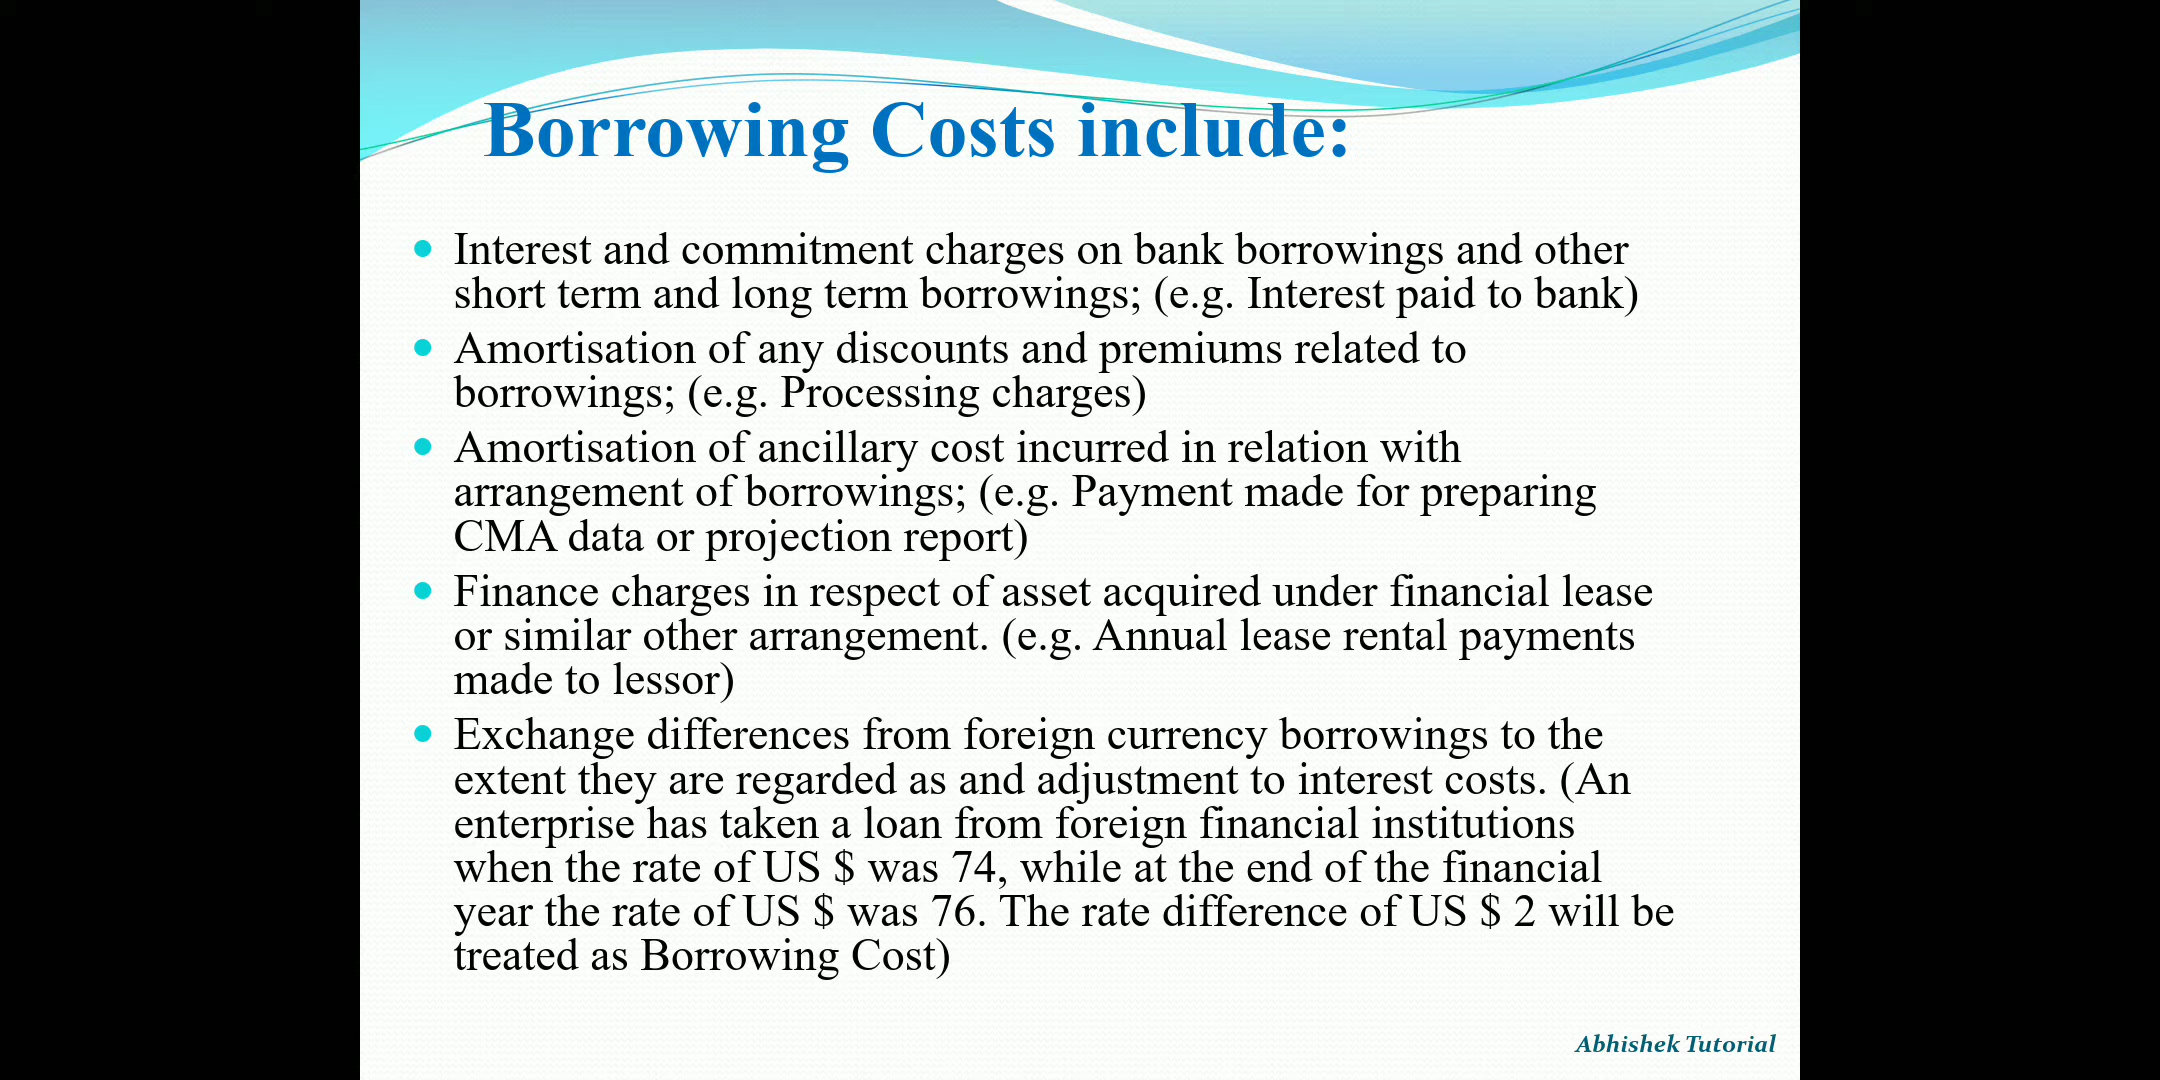 Borrowing Costs include:
Interest and commitment charges on bank borrowings and other
short term and long term borrowings; (e.g. Interest paid to bank)
Amortisation of any discounts and premiums related to
borrowings; (e.g. Processing charges)
Amortisation of ancillary cost incurred in relation with
arrangement of borrowings; (e.g. Payment made for preparing
CMA data or projection report)
Finance charges in respect of asset acquired under financial lease
or similar other arrangement. (e.g. Annual lease rental payments
made to lessor)
Exchange differences from foreign currency borrowings to the
extent they are regarded as and adjustment to interest costs. (An
enterprise has taken a loan from foreign financial institutions
when the rate of US $ was 74, while at the end of the financial
year the rate of US $ was 76. The rate difference of US $ 2 will be
treated as Borrowing Cost)
Abhishek Tutorial